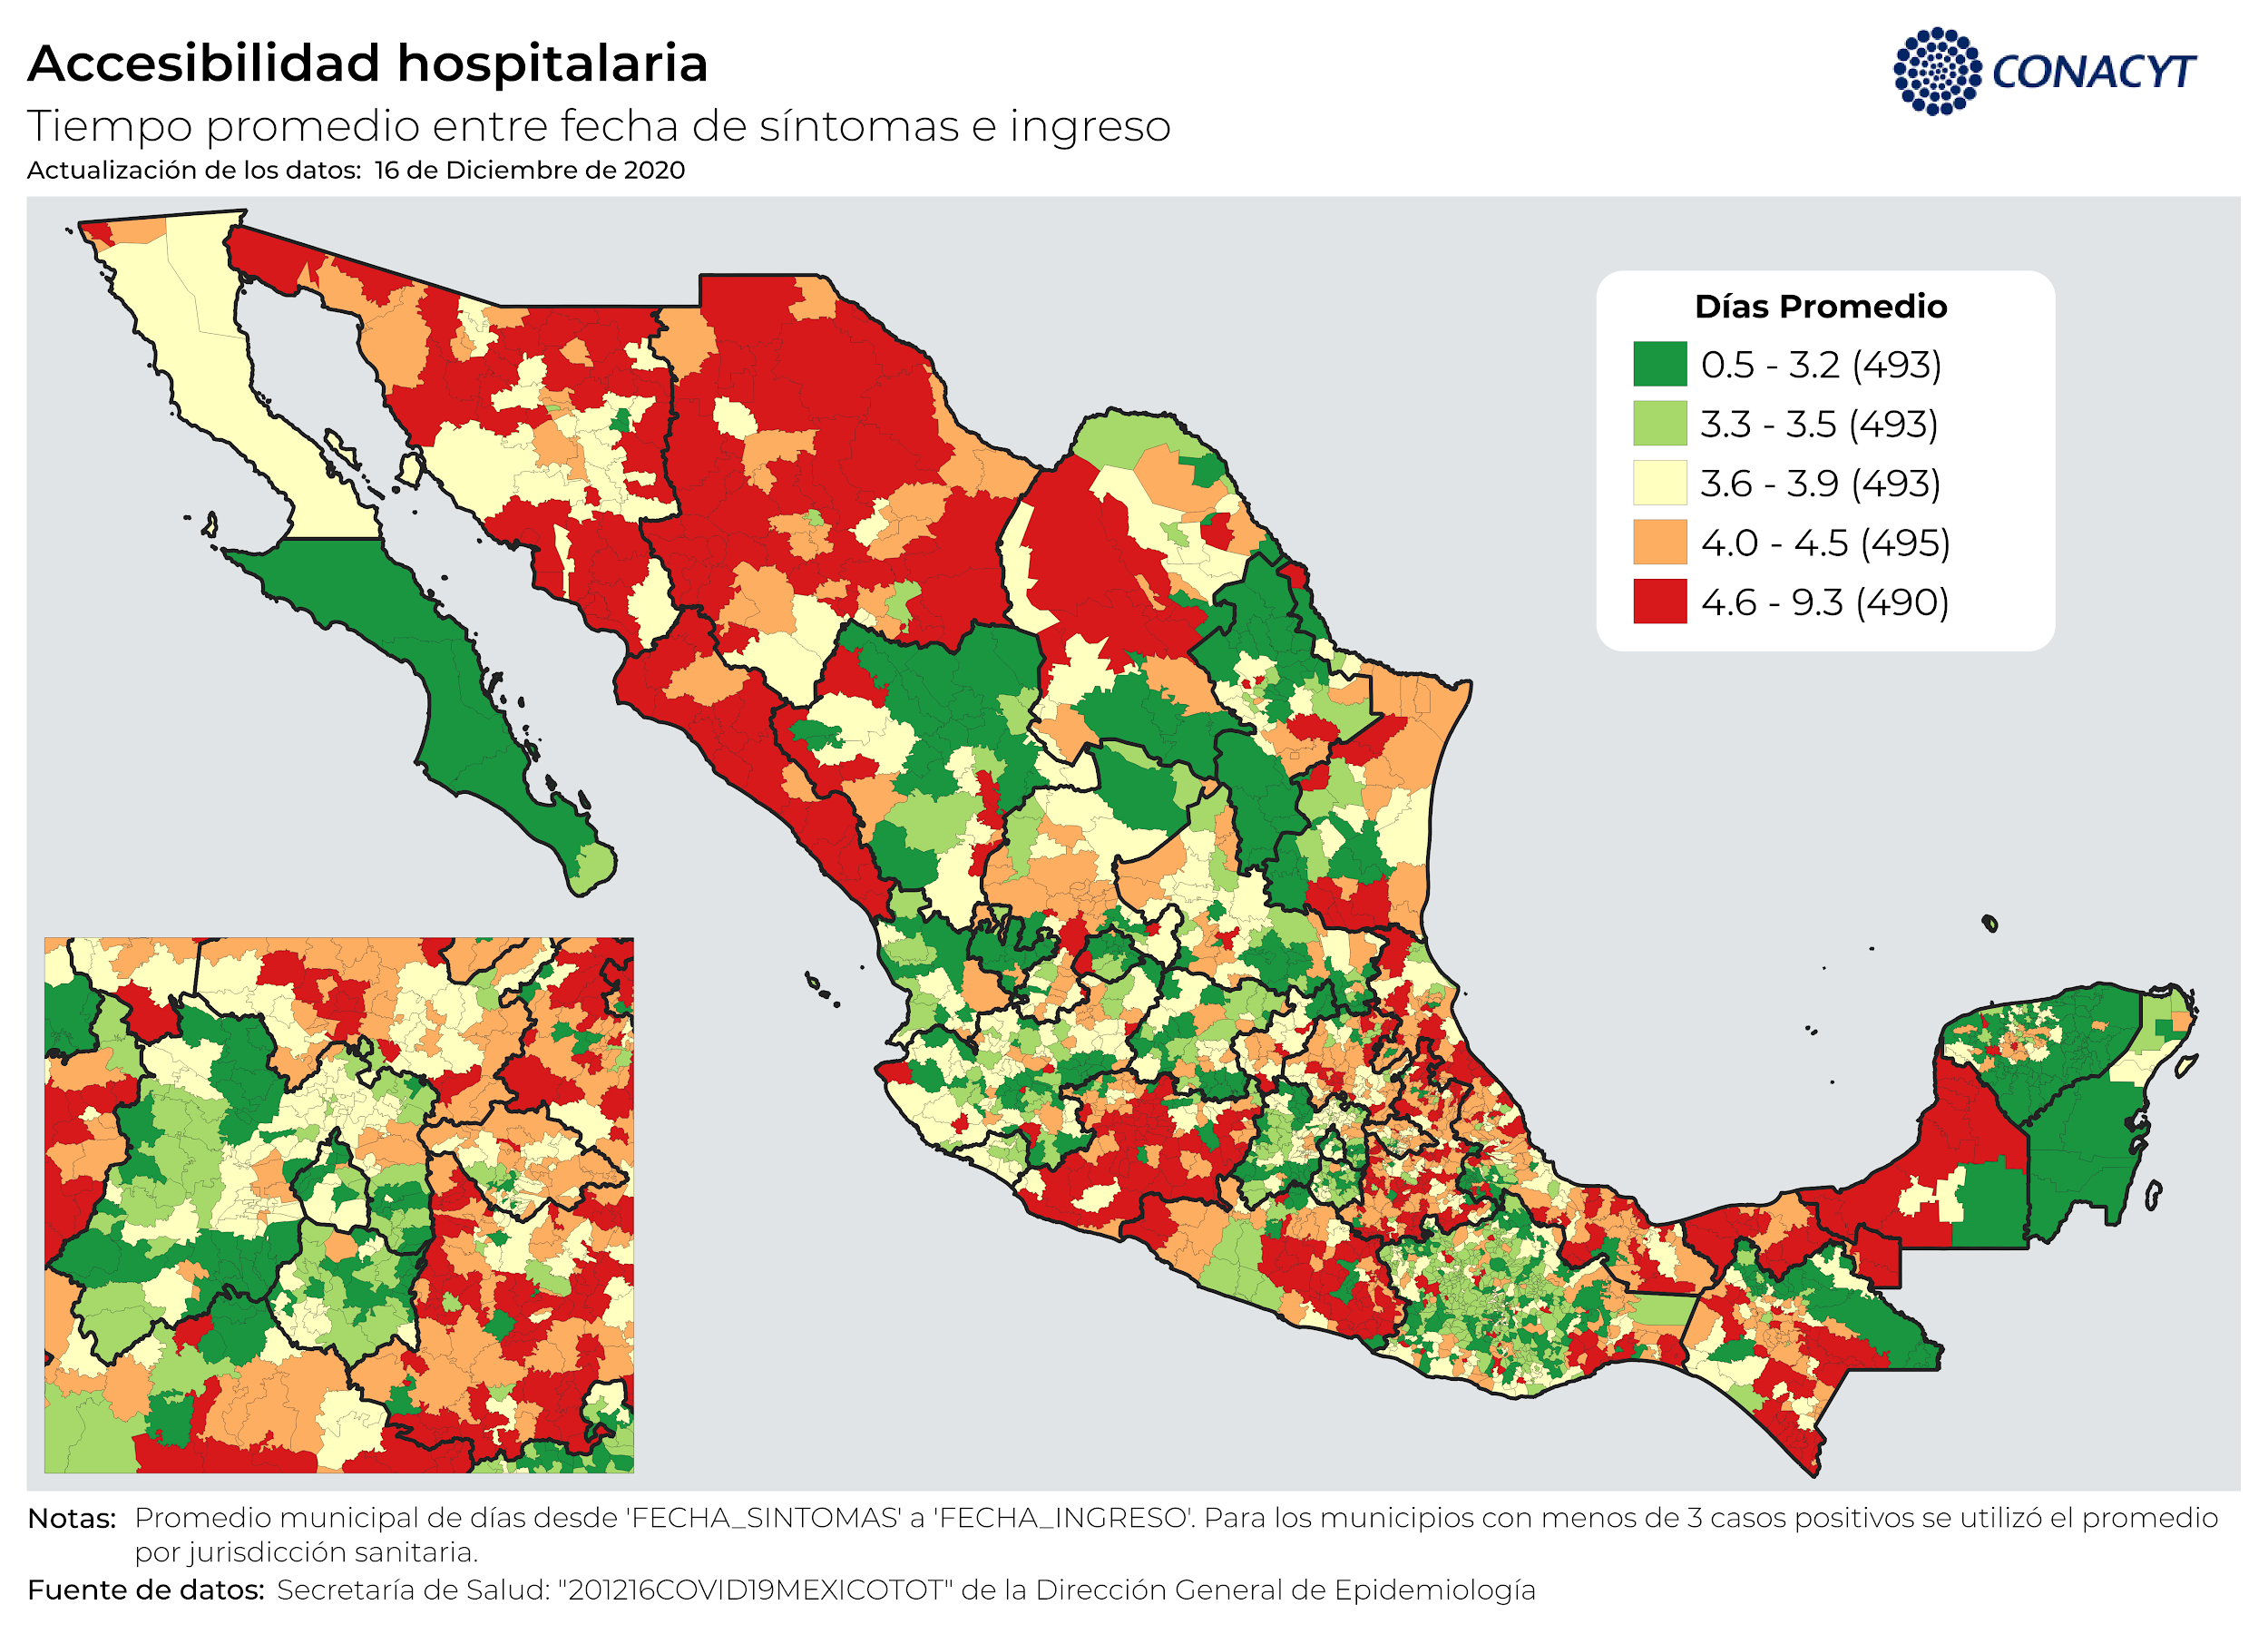 Accesibilidad hospitalaria
CONACYT
Tiempo promedio entre fecha de síntomas e ingreso
Actualización de los datos: 16 de Diciembre de 2020
Días Promedio
0.5 - 3.2 (493)
3.3 - 3.5 (493)
3.6 - 3.9 (493)
4.0 - 4.5 (495)
4.6 - 9.3 (490)
Notas: Promedio municipal de días desde 'FECHA_SINTOMAS' a 'FECHA_INGRESO'. Para los municipios con menos de 3 casos positivos se utilizó el promedio
por jurisdicción sanitaria.
Fuente de datos: Secretaría de Salud: "201216COVID19MEXICOTOT" de la Dirección General de Epidemiología